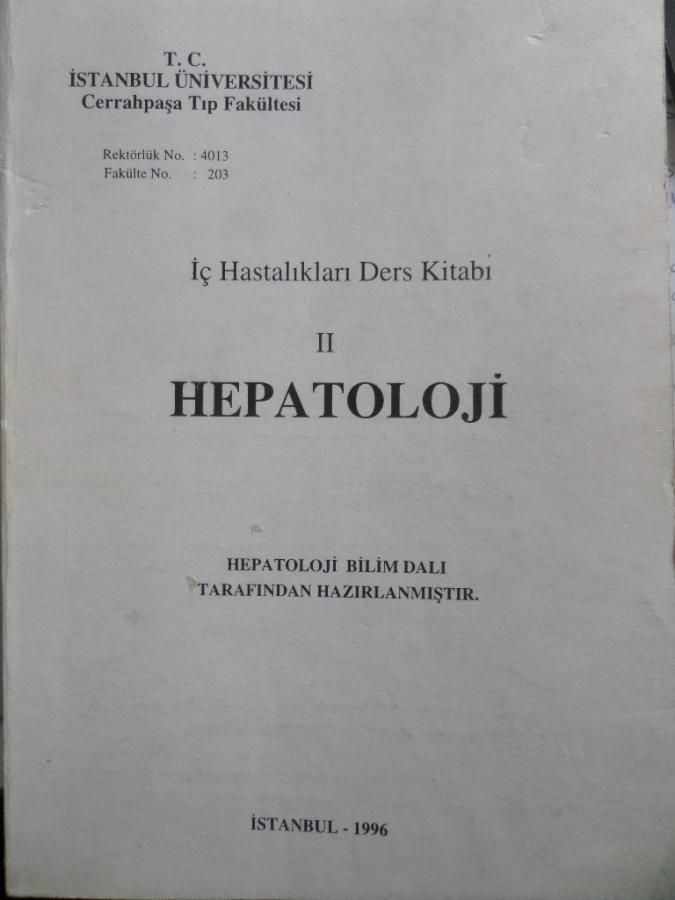 T. C.
İSTANBUL ÜNİVERSİTESİ
Cerrahpaşa Tıp Fakültesi
Rektörlük No. : 4013
Fakülte No. : 203
İç Hastalıkları Ders Kitabı
II
HEPATOLOJİ
HEPATOLOJİ BİLİM DALI
TARAFINDAN HAZIRLANMIŞTIR.
İSTANBUL - 1996